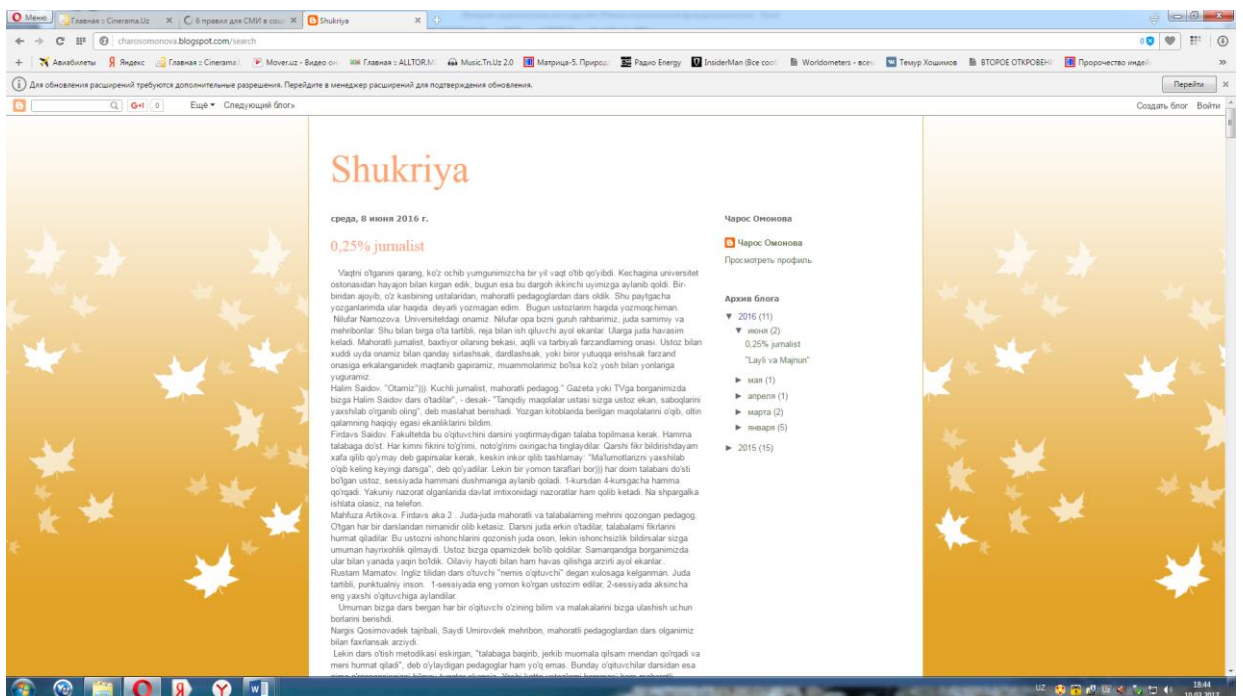 Меню
Главная :: Cinerama.Uz
6 правил для СМИ в соц
Shukriya
charosomonova.blogspot.com/search
Авиабилеты
Яндекс
Главная :: Cinerama.
Mover.uz - Видео он
Главная :: ALLTOR.M
Music.Tn.Uz 2.0
Матрица-5. Природ
Радио Energy
InsiderMan (Все соо
Worldometers - все
Темур Хошимов
ВТОРОЕ ОТКРОВЕН
Пророчество индей
Для обновления расширений требуются дополнительные разрешения. Перейдите в менеджер расширений для подтверждения обновления.
Перейти
G+1 0 Ещё Следующий блог»
Создать блог Войти
Shukriya
среда, 8 июня 2016 г.
0,25% jurnalist
Vaqtni o'tganini qarang, ko'z ochib yumgunimizcha bir yil vaqt o'tib qo'yibdi. Kechagina universitet
ostonasidan hayajon bilan kirgan edik, bugun esa bu dargoh ikkinchi uyimizga aylanib qoldi. Bir-
biridan ajoyib, o'z kasbining ustalaridan, mahoratli pedagoglardan dars oldik. Shu paytgacha
yozganlarimda ular haqida deyarli yozmagan edim. Bugun ustozlarim haqida yozmoqchiman.
Nilufar Namozova. Universitetdagi onamiz. Nilufar opa bizni guruh rahbarimiz, juda samimiy va
mehribonlar. Shu bilan birga o'ta tartibli, reja bilan ish qiluvchi ayol ekanlar. Ularga juda havasim
keladi. Mahoratli jurnalist, baxtiyor oilaning bekasi, aqlli va tarbiyali farzandlarning onasi. Ustoz bilan
xuddi uyda onamiz bilan qanday sirlashsak, dardlashsak, yoki biror yutuqqa erishsak farzand
onasiga erkalanganidek maqtanib gapiramiz, muammolarimiz bo'lsa ko'z yosh bilan yonlariga
yuguramiz.
Halim Saidov. "Otamiz"))). Kuchli jurnalist, mahoratli pedagog." Gazeta yoki TVga borganimizda
bizga Halim Saidov dars o'tadilar", - desak- "Tanqidiy maqolalar ustasi sizga ustoz ekan, saboqlarini
yaxshilab o'rganib oling", deb maslahat berishadi. Yozgan kitoblarida berilgan maqolalarini o'qib, oltin
qalamning haqiqiy egasi ekanliklarini bildim.
Firdavs Saidov. Fakultetda bu o'qituvchini darsini yoqtirmaydigan talaba topilmasa kerak. Hamma
talabaga do'st. Har kimni fikrini to'g'rimi, noto'g'rimi oxirigacha tinglaydilar. Qarshi fikr bildirishdayam
xafa qilib qo'ymay deb gapirsalar kerak, keskin inkor qilib tashlamay: "Ma'lumotlarizni yaxshilab
o'qib keling keyingi darsga", deb qo'yadilar. Lekin bir yomon taraflari bor))) har doim talabani do'sti
bo'lgan ustoz, sessiyada hammani dushmaniga aylanib qoladi. 1-kursdan 4-kursgacha hamma
qo'rqadi. Yakuniy nazorat olganlarida davlat imtixonidagi nazoratlar ham qolib ketadi. Na shpargalka
ishlata olasiz, na telefon.
Mahfuza Artikova. Firdavs aka 2 . Juda-juda mahoratli va talabalarning mehrini qozongan pedagog.
O'tgan har bir darslaridan nimanidir olib ketasiz. Darsni juda erkin o'tadilar, talabalarni fikrlarini
hurmat qiladilar. Bu ustozni ishonchlarini qozonish juda oson, lekin ishonchsizlik bildirsalar sizga
umuman hayrixohlik qilmaydi. Ustoz bizga opamizdek bo'lib qoldilar. Samarqandga borganimizda
ular bilan yanada yaqin bo'ldik. Oilaviy hayoti bilan ham havas qilishga arzirli ayol ekanlar..
Rustam Mamatov. Ingliz tilidan dars o'tuvchi "nemis o'qituvchi" degan xulosaga kelganman. Juda
tartibli, punktualniy inson. 1-sessiyada eng yomon ko'rgan ustozim edilar, 2-sessiyada aksincha
eng yaxshi o'qituvchiga aylandilar.
Umuman bizga dars bergan har bir o'qituvchi o'zining bilim va malakalarini bizga ulashish uchun
borlarini berishdi.
Nargis Qosimovadek tajribali, Saydi Umirovdek mehribon, mahoratli pedagoglardan dars olganimiz
bilan faxrlansak arziydi.
Lekin dars o'tish metodikasi eskirgan, "talabaga baqirib, jerkib muomala qilsam mendan qo'rqadi va
meni hurmat qiladi", deb o'ylaydigan pedagoglar ham yo'q emas. Bunday o'qituvchilar darsidan esa
Чарос Омонова
Чарос Омонова
Просмотреть профиль
Архив блога
▼ 2016 (11)
▼ июня (2)
0,25% jurnalist
"Layli va Majnun"
► мая (1)
► апреля (1)
► марта (2)
► января (5)
► 2015 (15)
UZ
18:44
10.03.2017